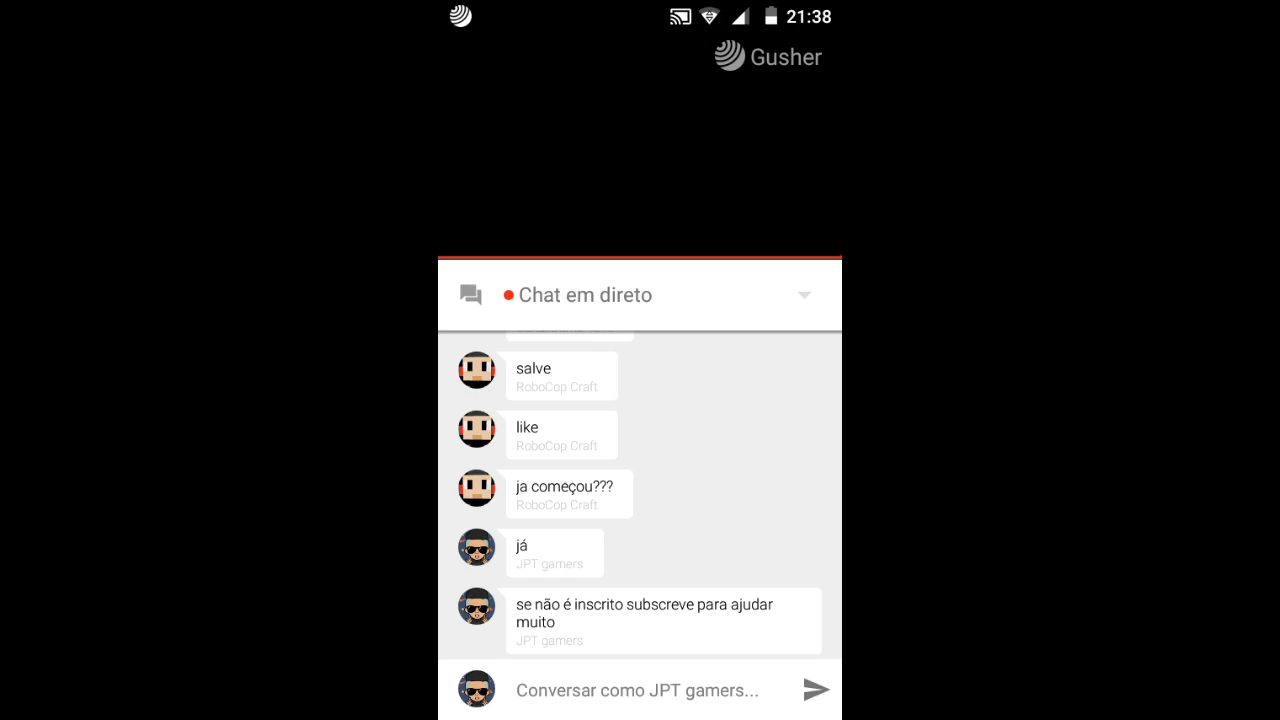 21:38
Gusher
Chat em direto
salve
RoboCop Craft
like
RoboCop Craft
ja começou???
RoboCop Craft
já
JPT gamers
se não é inscrito subscreve para ajudar
muito
JPT gamers
Conversar como JPT gamers...